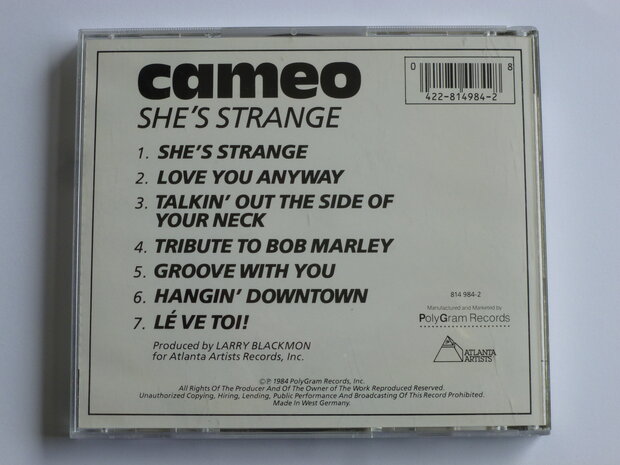 cameo
SHE'S STRANGE
0 8
422-814984-2
1. SHE'S STRANGE
2. LOVE YOU ANYWAY
3. TALKIN' OUT THE SIDE OF
YOUR NECK
4. TRIBUTE TO BOB MARLEY
5. GROOVE WITH YOU
6. HANGIN' DOWNTOWN
7. LÉ VE TOI!
Produced by LARRY BLACKMON
for Atlanta Artists Records, Inc.
814 984-2
Manufactured and Marketed by
PolyGram Records
ATLANTA
ARTISTS
©℗ 1984 PolyGram Records, Inc.
All Rights Of The Producer And Of The Owner of The Work Reproduced Reserved.
Unauthorized Copying, Hiring, Lending, Public Performance And Broadcasting Of This Record Prohibited.
Made In West Germany.